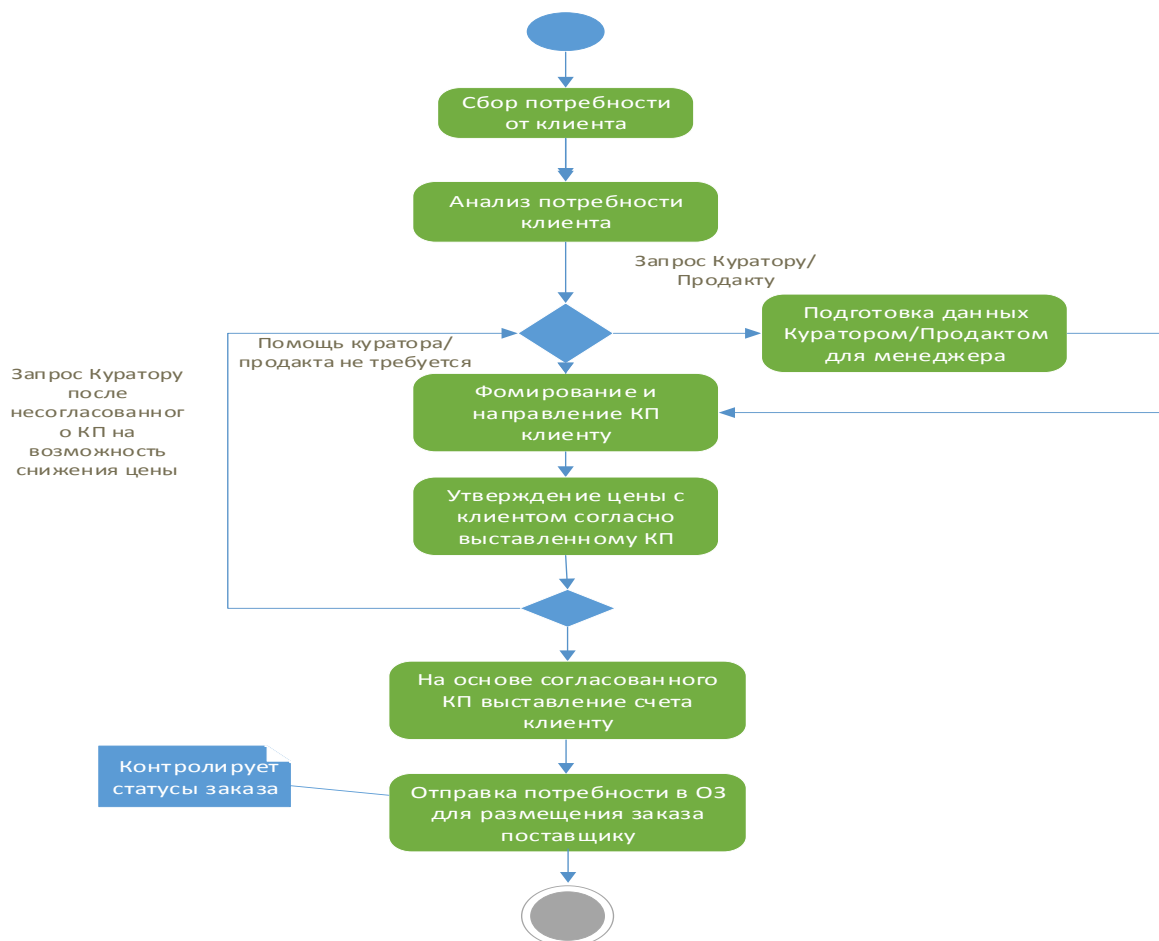 Сбор потребности
от клиента
Анализ потребности
клиента
Запрос Куратору/
Продакту
Подготовка данных
Куратором/Продактом
для менеджера
Помощь куратора/
продакта не требуется
Запрос Куратору
после
несогласованног
о КП на
возможность
снижения цены
Фомирование и
направление КП
клиенту
Утверждение цены с
клиентом согласно
выставленному КП
На основе согласованного
КП выставление счета
клиенту
Контролирует
статусы заказа
Отправка потребности в ОЗ
для размещения заказа
поставщику